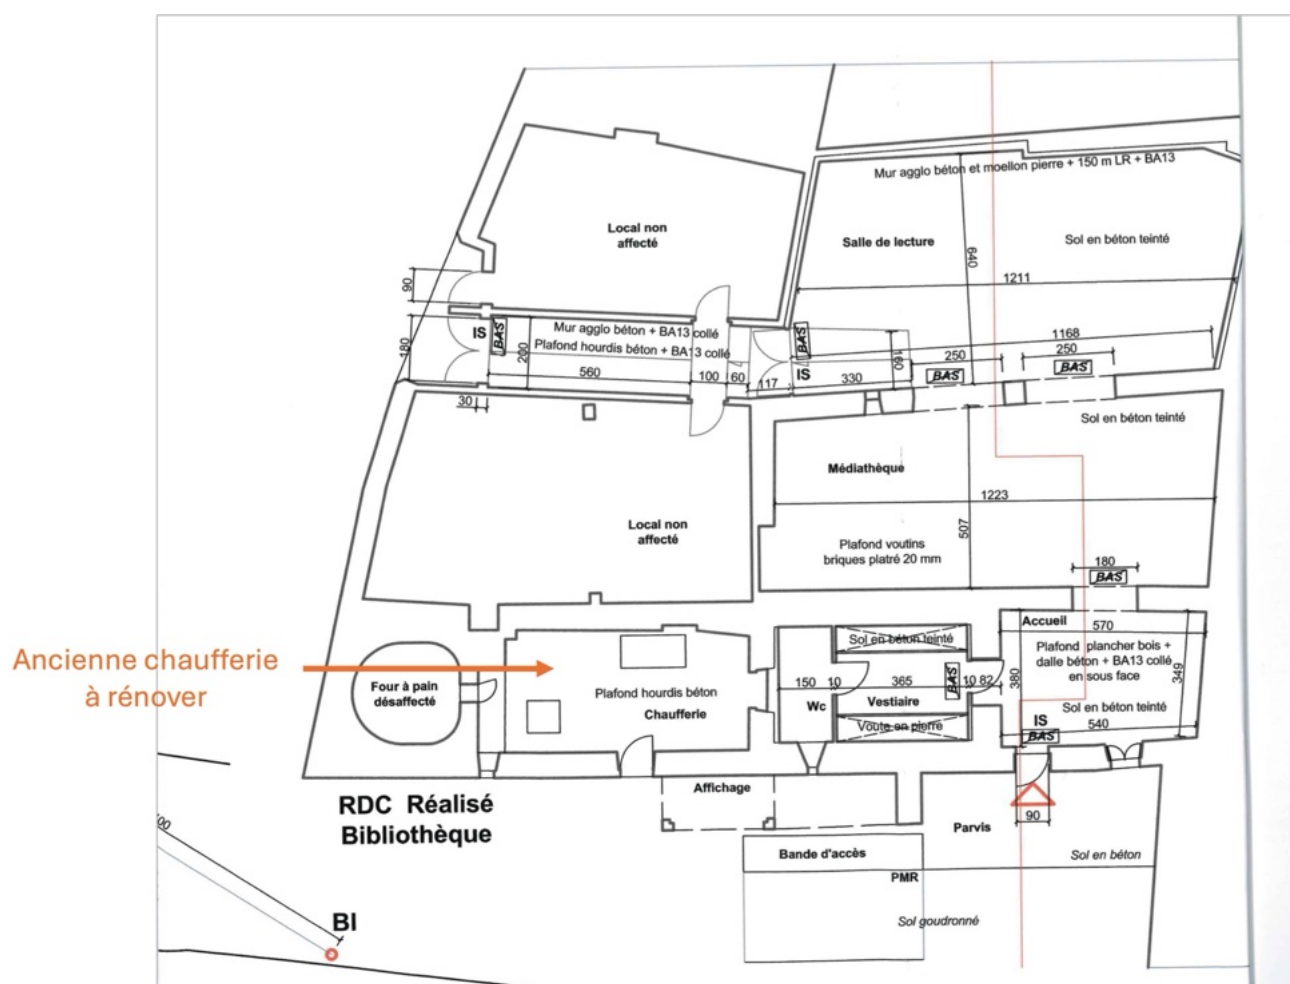 Mur agglo béton et moellon pierre + 150 m LR + BA13
Local non
affecté
Salle de lecture
Sol en béton teinté
640
1211
90
180
IS
BAS
Mur agglo béton + BA13 collé
Plafond hourdis béton + BA13 collé
200
560
100
60
117
BAS
IS
330
160
1168
250
250
BAS
BAS
30
Sol en béton teinté
Médiathèque
1223
507
Local non
affecté
Plafond voutins
briques platré 20 mm
180
BAS
Accueil
570
Plafond plancher bois +
dalle béton + BA13 collé
en sous face
380
349
Sol en béton teinté
IS
540
BAS
Ancienne chaufferie
à rénover
Four à pain
désaffecté
Plafond hourdis béton
Chaufferie
Sol en béton teinté
150
10
365
10
82
BAS
Wc
Vestiaire
Voute en pierre
RDC Réalisé
Bibliothèque
Affichage
Parvis
90
Bande d'accès
Sol en béton
PMR
Sol goudronné
BI